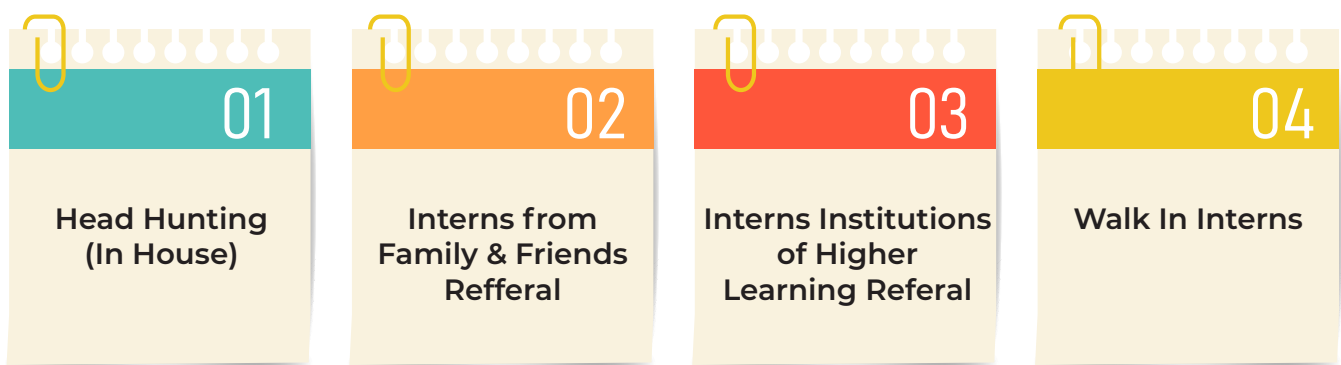 01
Head Hunting
(In House)
02
Interns from
Family & Friends
Refferal
03
Interns Institutions
of Higher
Learning Referal
04
Walk In Interns